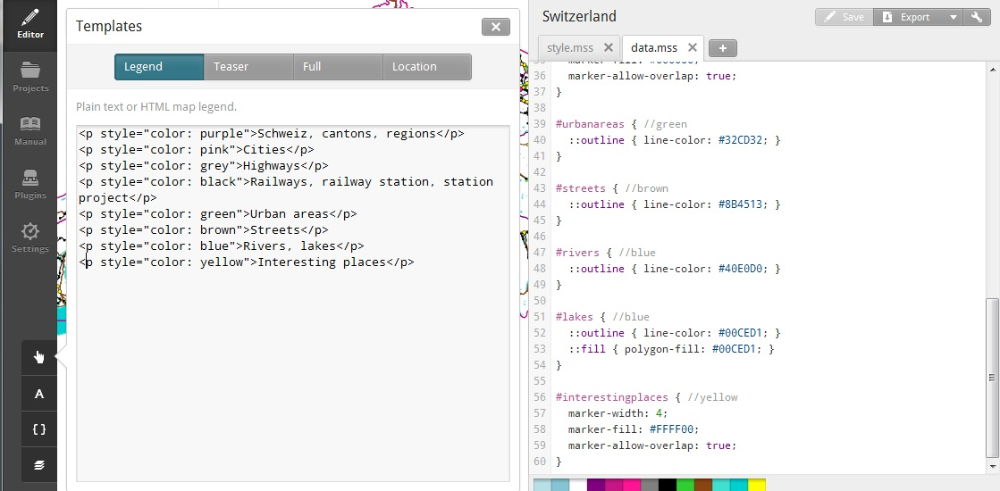 Editor
Projects
Manual
Plugins
Settings
A
{ }
Templates
Legend
Teaser
Full
Location
Plain text or HTML map legend.
<p style="color: purple">Schweiz, cantons, regions</p>
<p style="color: pink">Cities</p>
<p style="color: grey">Highways</p>
<p style="color: black">Railways, railway station, station
project</p>
<p style="color: green">Urban areas</p>
<p style="color: brown">Streets</p>
<p style="color: blue">Rivers, lakes</p>
<p style="color: yellow">Interesting places</p>
Switzerland
Save
Export
style.mss
data.mss
+
36 marker-allow-overlap: true;
37 }
38
39 #urbanareas { //green
40 ::outline { line-color: #32CD32; }
41 }
42
43 #streets { //brown
44 ::outline { line-color: #8B4513; }
45 }
46
47 #rivers { //blue
48 ::outline { line-color: #40E0D0; }
49 }
50
51 #lakes { //blue
52 ::outline { line-color: #00CED1; }
53 ::fill { polygon-fill: #00CED1; }
54 }
55
56 #interestingplaces { //yellow
57 marker-width: 4;
58 marker-fill: #FFFF00;
59 marker-allow-overlap: true;
60 }